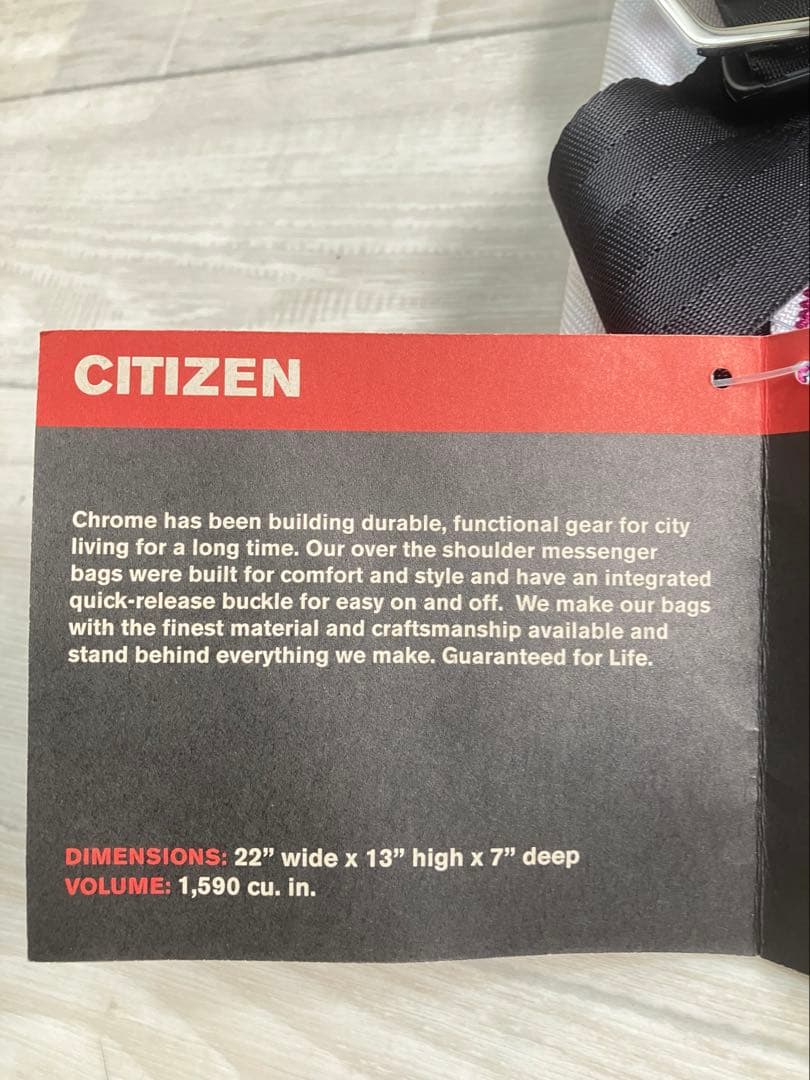 CITIZEN
Chrome has been building durable, functional gear for city
living for a long time. Our over the shoulder messenger
bags were built for comfort and style and have an integrated
quick-release buckle for easy on and off.  We make our bags
with the finest material and craftsmanship available and
stand behind everything we make. Guaranteed for Life.
DIMENSIONS: 22” wide x 13” high x 7” deep
VOLUME: 1,590 cu. in.